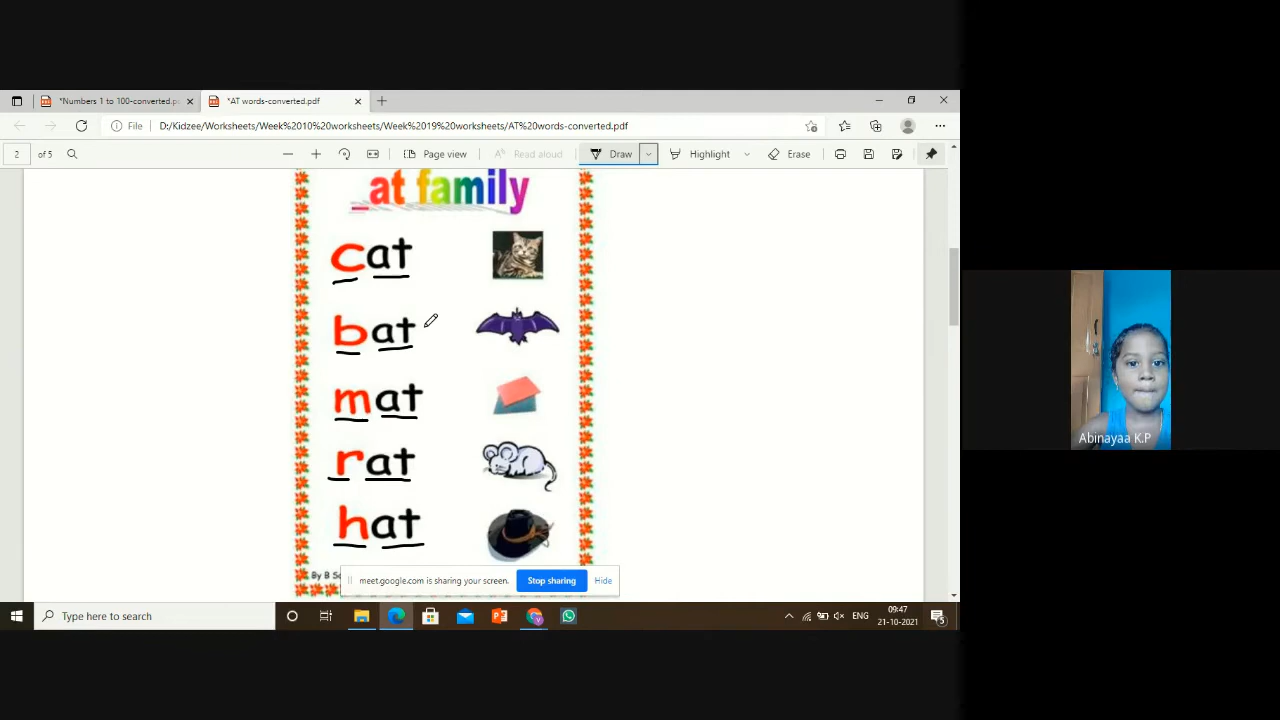 *Numbers 1 to 100-converted.p
*AT words-converted.pdf
File D:/Kidzee/Worksheets/Week%2010%20worksheets/Week%2019%20worksheets/AT%20words-converted.pdf
2 of 5 Page view Read aloud Draw Highlight Erase
_at family
cat
bat
mat
rat
hat
By B
meet.google.com is sharing your screen. Stop sharing Hide
Type here to search
ENG 09:47
21-10-2021
5
Abinayaa K.P